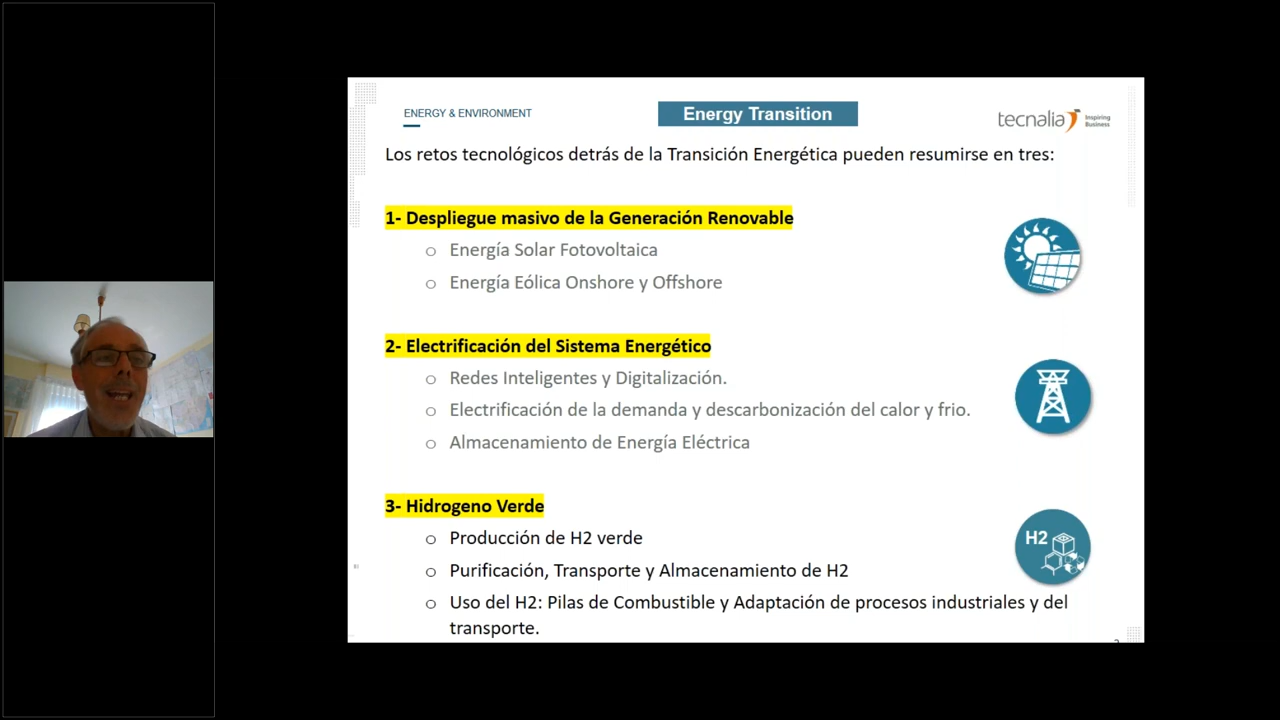 ENERGY & ENVIRONMENT
Energy Transition
tecnalia Inspiring Business
Los retos tecnológicos detrás de la Transición Energética pueden resumirse en tres:
1- Despliegue masivo de la Generación Renovable
o Energía Solar Fotovoltaica
o Energía Eólica Onshore y Offshore
2- Electrificación del Sistema Energético
o Redes Inteligentes y Digitalización.
o Electrificación de la demanda y descarbonización del calor y frio.
o Almacenamiento de Energía Eléctrica
3- Hidrogeno Verde
H2
o Producción de H2 verde
o Purificación, Transporte y Almacenamiento de H2
o Uso del H2: Pilas de Combustible y Adaptación de procesos industriales y del
transporte.